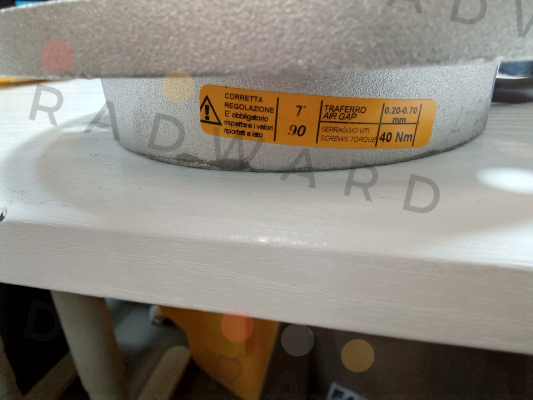 CORRETTA
REGOLAZIONE
E' obbligatorio
rispettare i valori
riportati a lato
T
90
TRAFERRO
AIR GAP
0.20-0.70
mm
SERRAGGIO VITI
SCREWS TORQUE
40 Nm
RADWARD
RADWARD